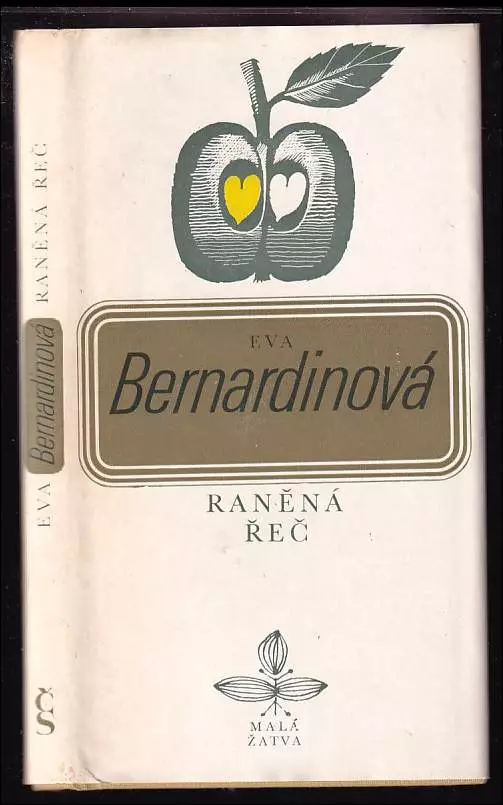 EVA
Bernardinová
RANĚNÁ
ŘEČ
MALÁ
ŽATVA
EVA Bernardinová RANĚNÁ ŘEČ
ČS